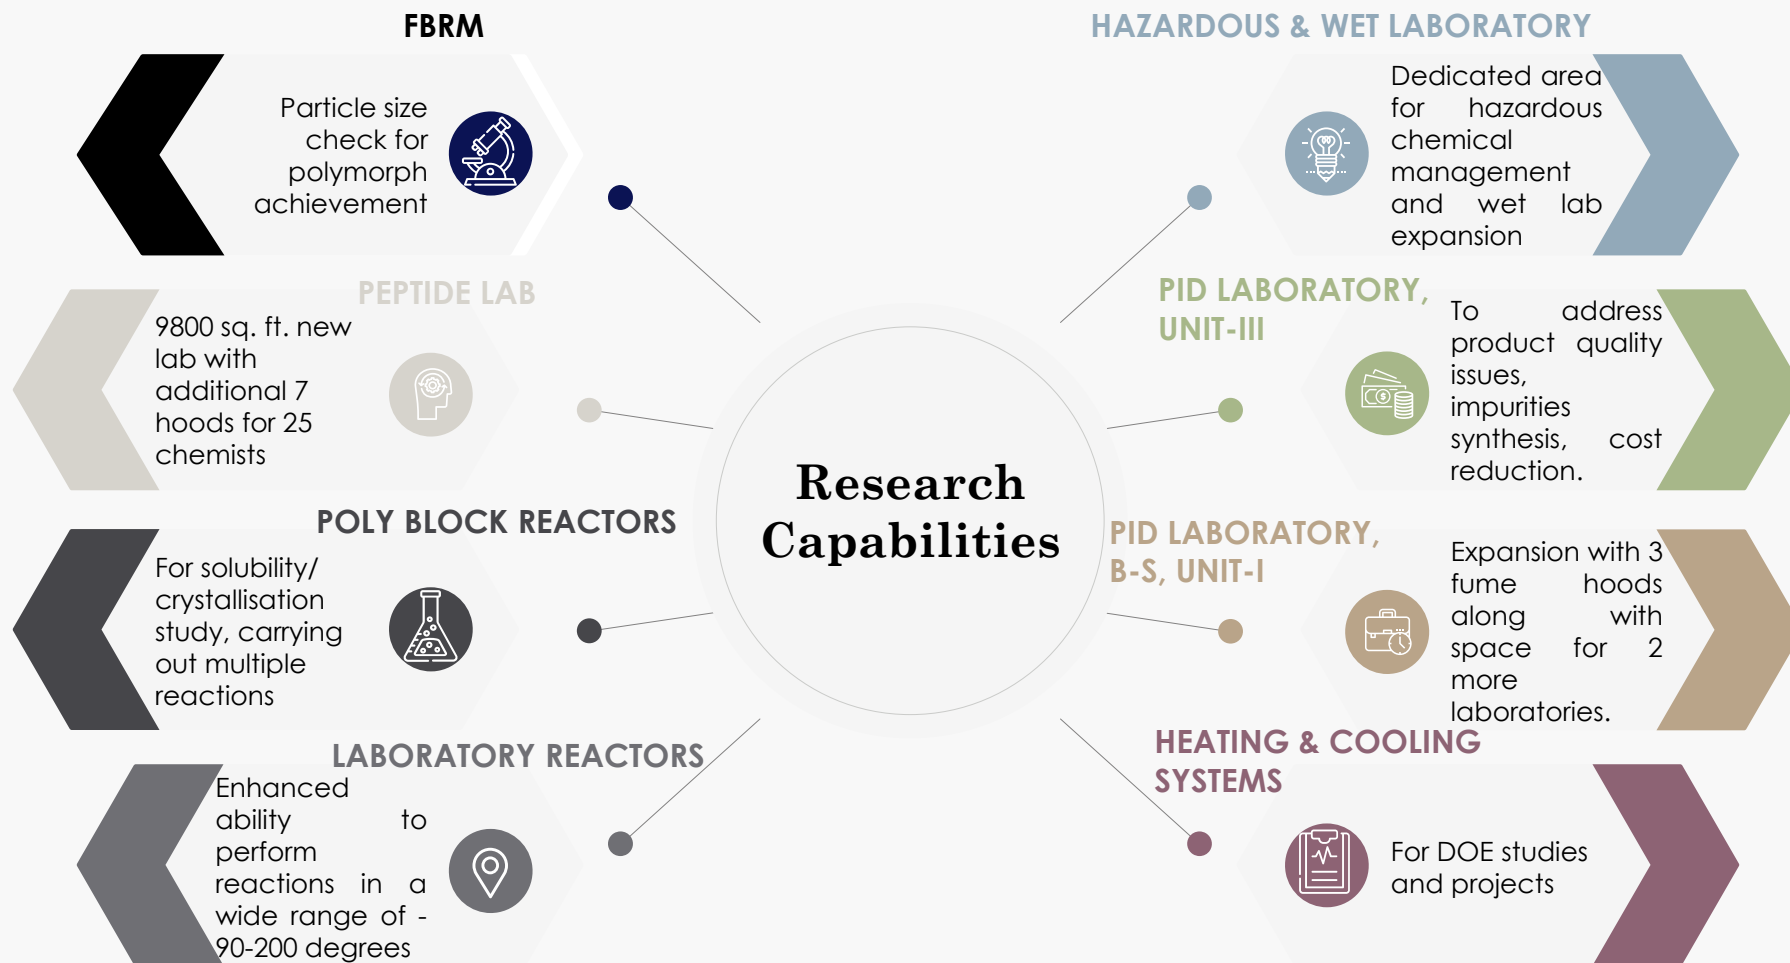 FBRM
Particle size
check for
polymorph
achievement
PEPTIDE LAB
9800 sq. ft. new
lab with
additional 7
hoods for 25
chemists
POLY BLOCK REACTORS
For solubility/
crystallisation
study, carrying
out multiple
reactions
LABORATORY REACTORS
Enhanced
ability to
perform
reactions in a
wide range of -
90-200 degrees
Research
Capabilities
HAZARDOUS & WET LABORATORY
Dedicated area
for hazardous
chemical
management
and wet lab
expansion
PID LABORATORY,
UNIT-III
To address
product quality
issues,
impurities
synthesis, cost
reduction.
PID LABORATORY,
B-S, UNIT-I
Expansion with 3
fume hoods
along with
space for 2
more
laboratories.
HEATING & COOLING
SYSTEMS
For DOE studies
and projects